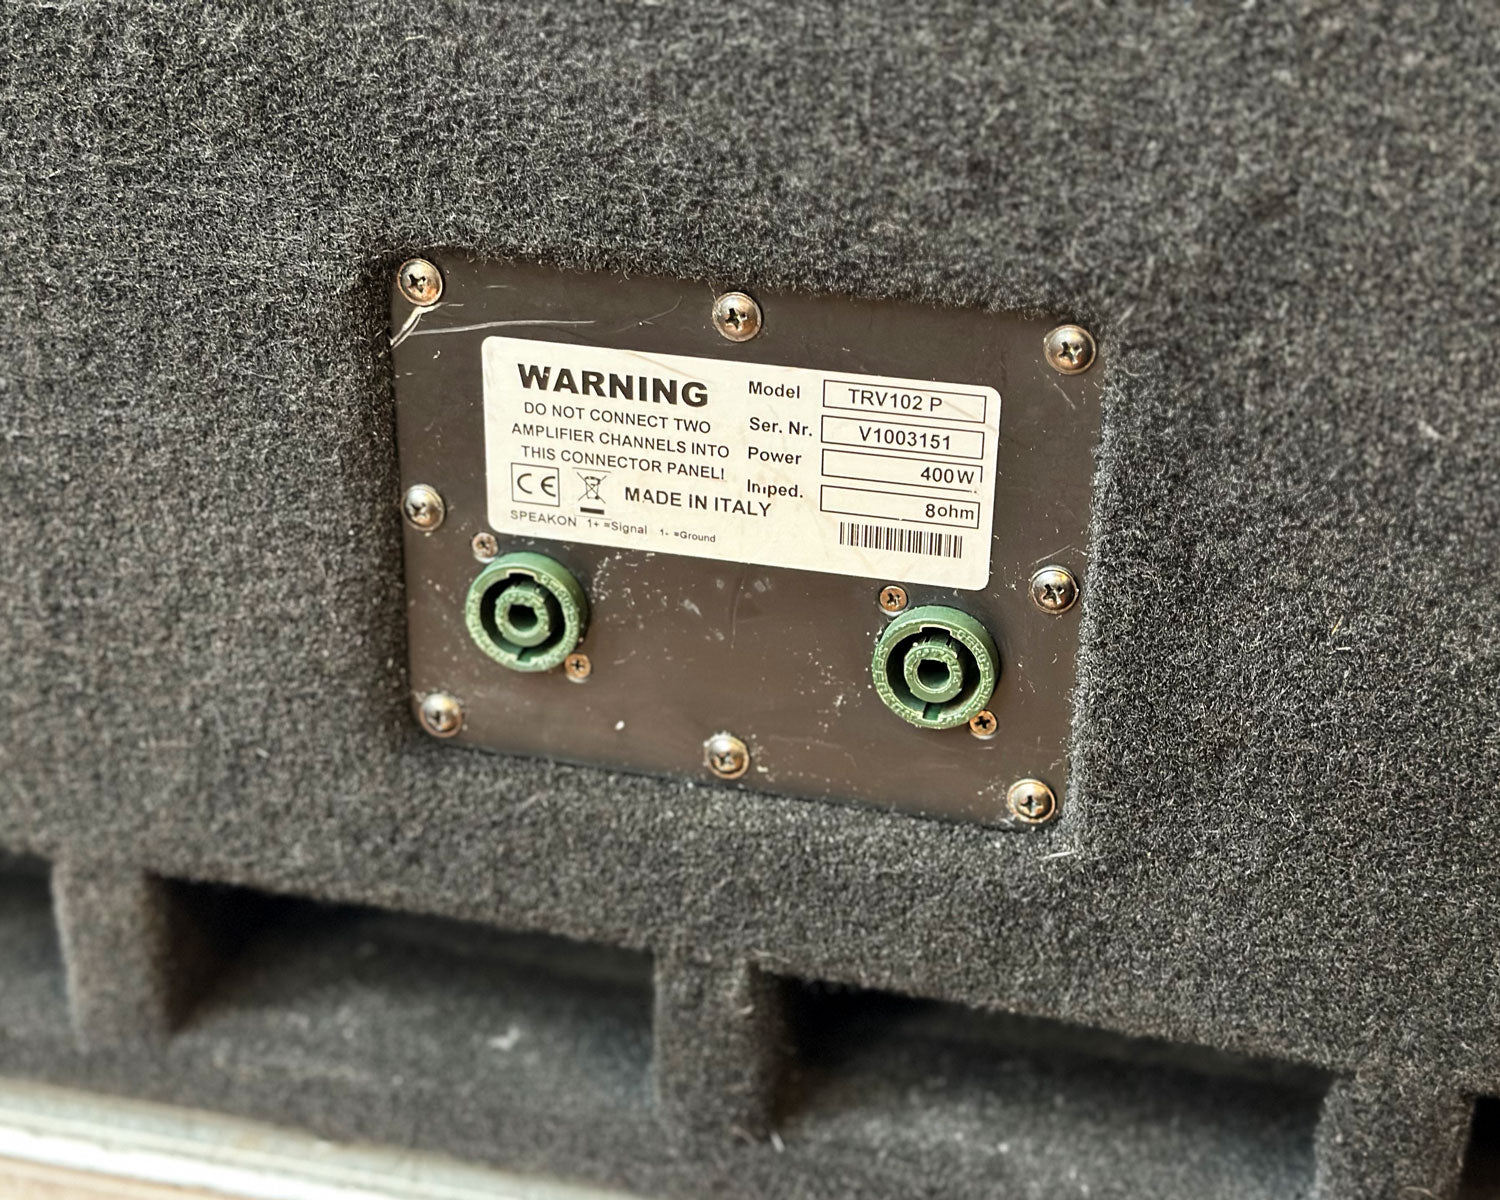 WARNING
DO NOT CONNECT TWO
AMPLIFIER CHANNELS INTO
THIS CONNECTOR PANEL!
CE
MADE IN ITALY
SPEAKON 1+ =Signal 1- =Ground
Model TRV102 P
Ser. Nr. V1003151
Power 400W
Imped. 8ohm